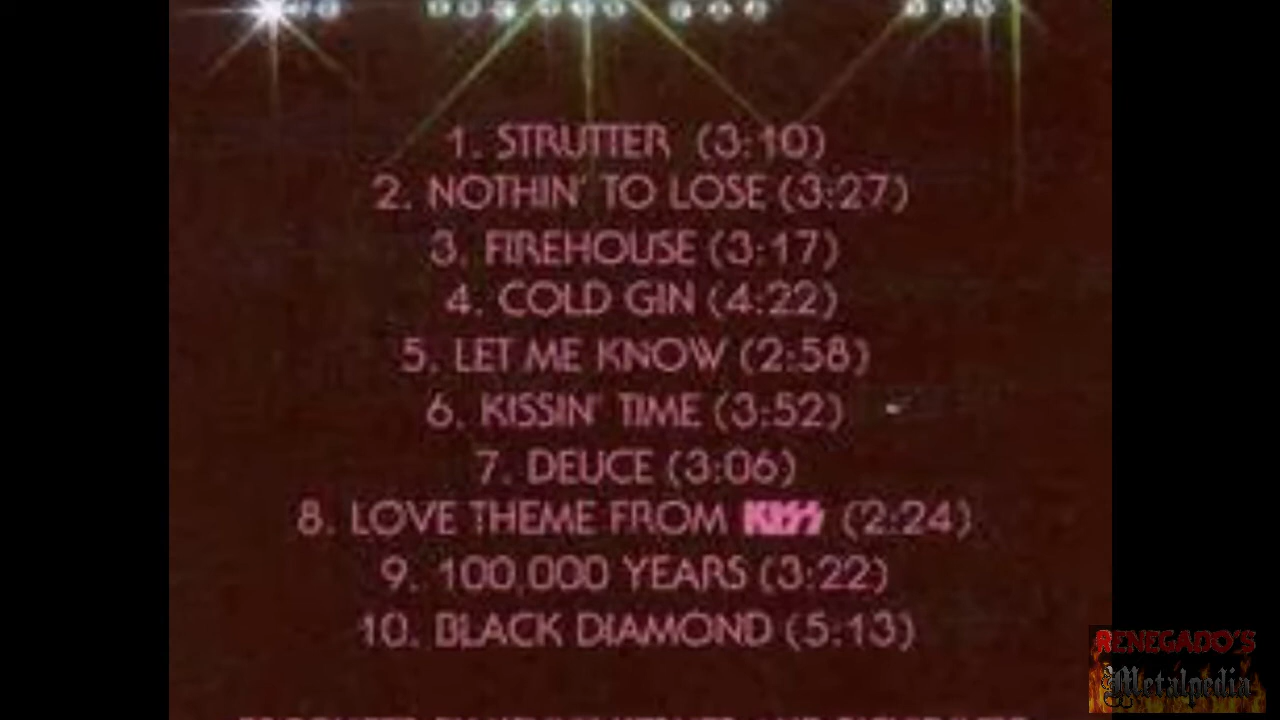 1. STRUTTER (3:10)
2. NOTHIN' TO LOSE (3:27)
3. FIREHOUSE (3:17)
4. COLD GIN (4:22)
5. LET ME KNOW (2:58)
6. KISSIN' TIME (3:52)
7. DEUCE (3:06)
8. LOVE THEME FROM KISS (2:24)
9. 100,000 YEARS (3:22)
10. BLACK DIAMOND (5:13)
RENEGADO'S
Metalpedia